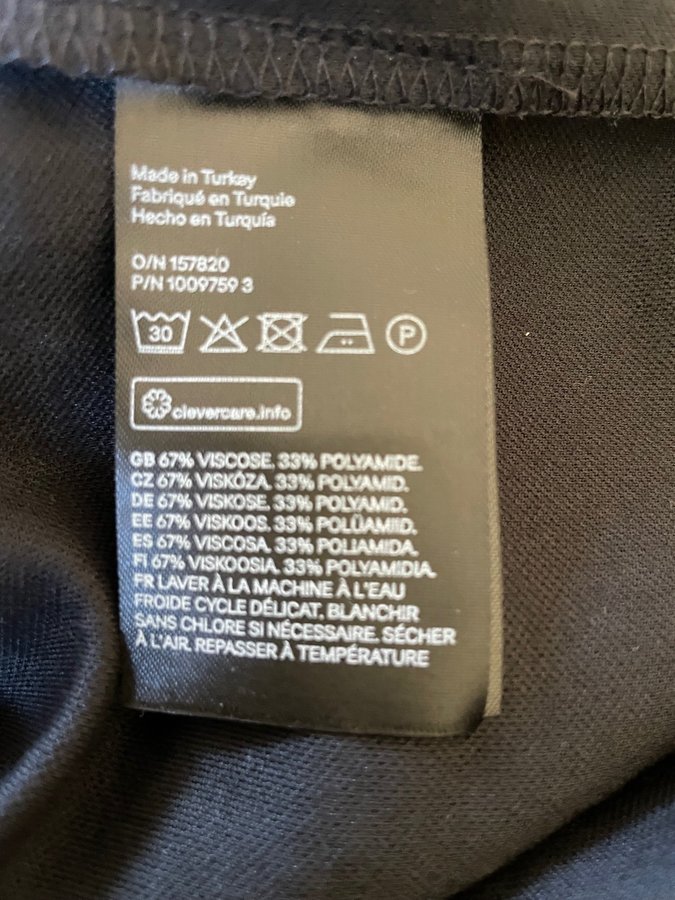 Made in Turkey
Fabriqué en Turquie
Hecho en Turquía
O/N 157820
P/N 1009759 3
30 P
clevercare.info
GB 67% VISCOSE. 33% POLYAMIDE.
CZ 67% VISKÓZA. 33% POLYAMID.
DE 67% VISKOSE. 33% POLYAMID.
EE 67% VISKOOS. 33% POLÜAMIID.
ES 67% VISCOSA. 33% POLIAMIDA.
FI 67% VISKOOSIA. 33% POLYAMIDIA.
FR LAVER À LA MACHINE À L'EAU
FROIDE CYCLE DÉLICAT. BLANCHIR
SANS CHLORE SI NÉCESSAIRE. SÉCHER
À L'AIR. REPASSER À TEMPÉRATURE